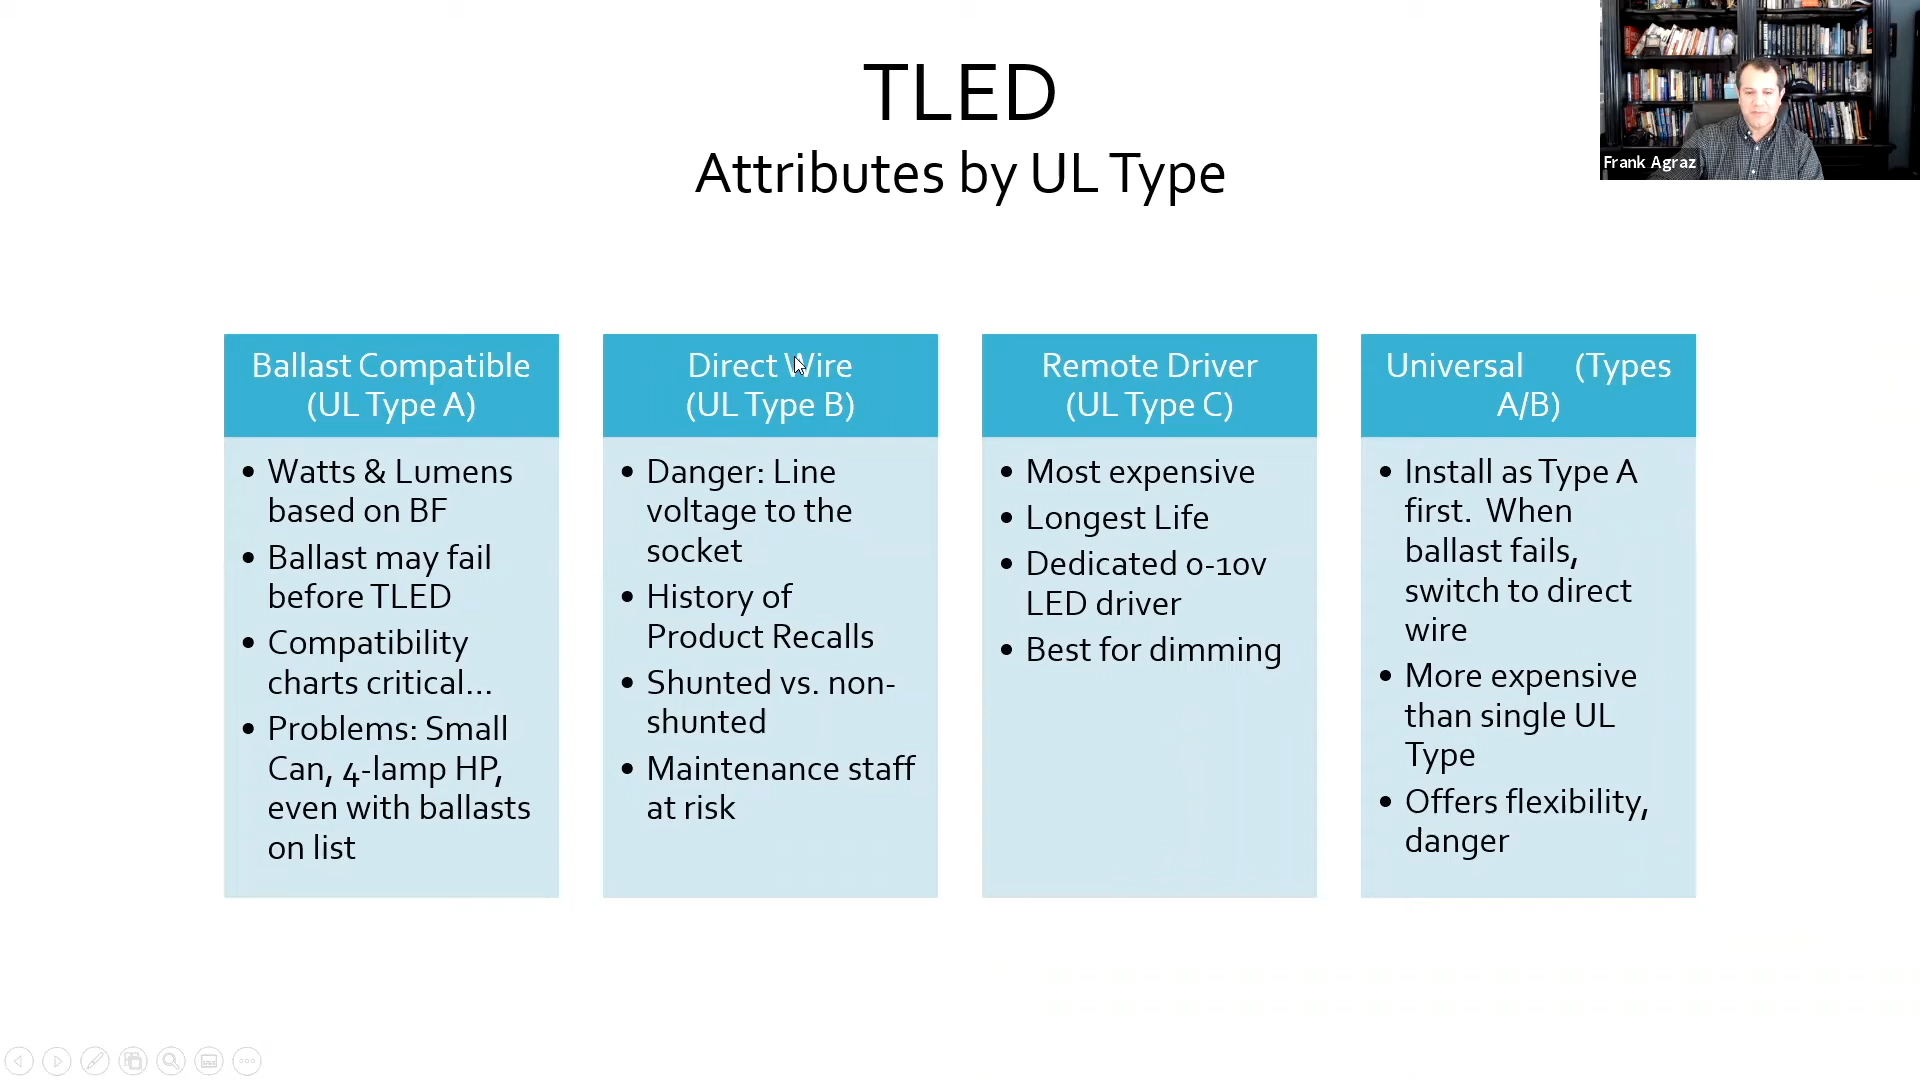 TLED
Attributes by UL Type
Frank Agraz
Ballast Compatible
(UL Type A)
• Watts & Lumens
based on BF
• Ballast may fail
before TLED
• Compatibility
charts critical...
• Problems: Small
Can, 4-lamp HP,
even with ballasts
on list
Direct Wire
(UL Type B)
• Danger: Line
voltage to the
socket
• History of
Product Recalls
• Shunted vs. non-
shunted
• Maintenance staff
at risk
Remote Driver
(UL Type C)
• Most expensive
• Longest Life
• Dedicated 0-10v
LED driver
• Best for dimming
Universal (Types
A/B)
• Install as Type A
first. When
ballast fails,
switch to direct
wire
• More expensive
than single UL
Type
• Offers flexibility,
danger